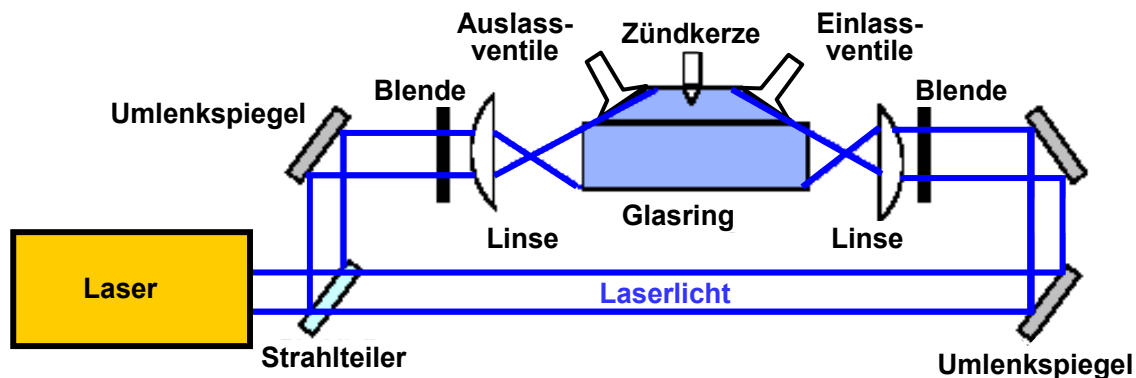 Auslass-
ventile
Zündkerze
Einlass-
ventile
Umlenkspiegel
Blende
Blende
Linse
Glasring
Linse
Laser
Laserlicht
Strahlteiler
Umlenkspiegel